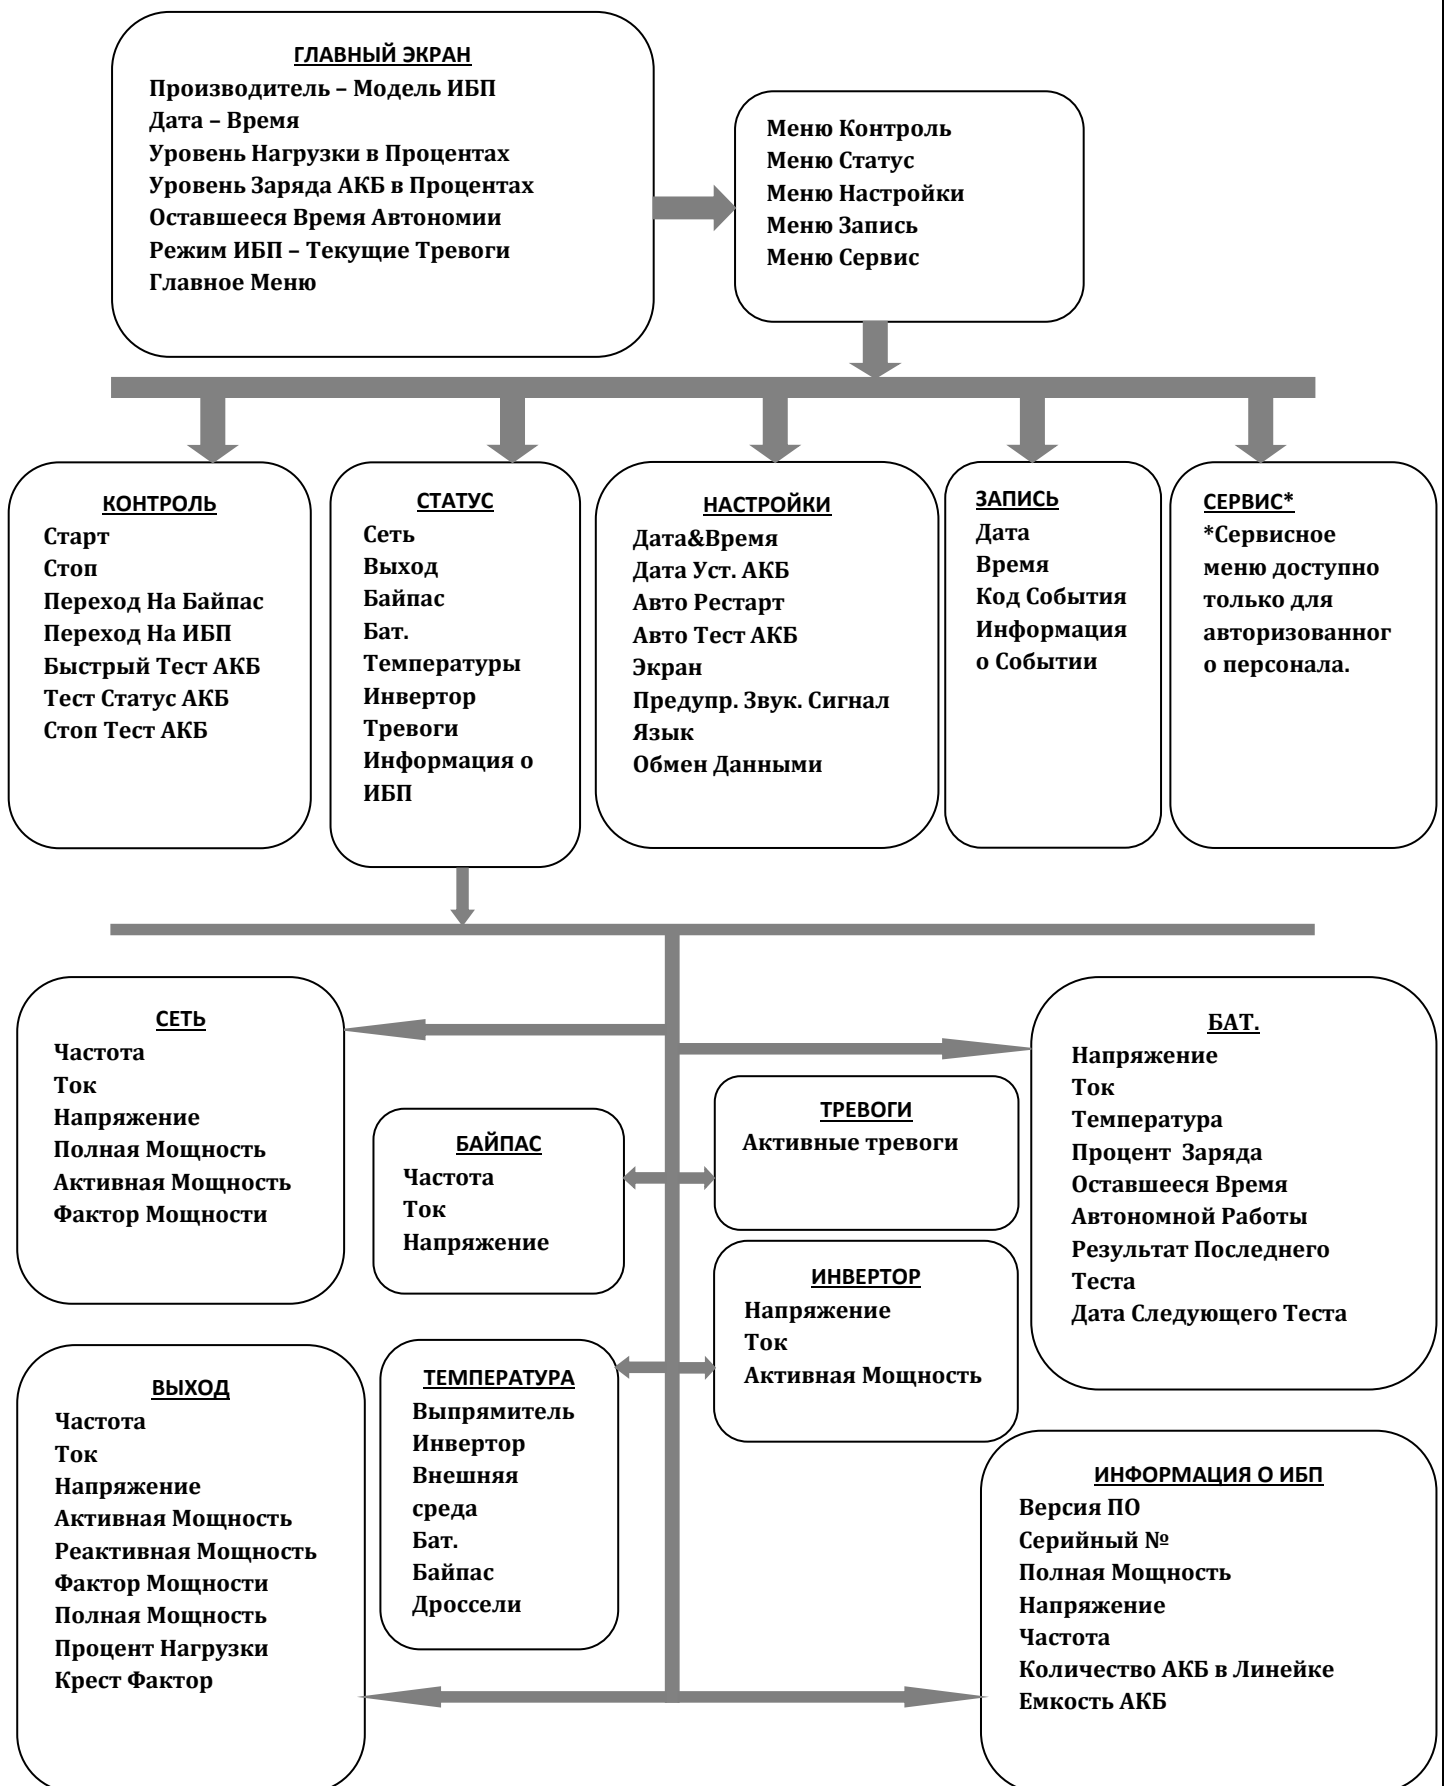 ГЛАВНЫЙ ЭКРАН
Производитель – Модель ИБП
Дата – Время
Уровень Нагрузки в Процентах
Уровень Заряда АКБ в Процентах
Оставшееся Время Автономии
Режим ИБП – Текущие Тревоги
Главное Меню
Меню Контроль
Меню Статус
Меню Настройки
Меню Запись
Меню Сервис
КОНТРОЛЬ
Старт
Стоп
Переход На Байпас
Переход На ИБП
Быстрый Тест АКБ
Тест Статус АКБ
Стоп Тест АКБ
СТАТУС
Сеть
Выход
Байпас
Бат.
Температуры
Инвертор
Тревоги
Информация о
ИБП
НАСТРОЙКИ
Дата&Время
Дата Уст. АКБ
Авто Рестарт
Авто Тест АКБ
Экран
Предупр. Звук. Сигнал
Язык
Обмен Данными
ЗАПИСЬ
Дата
Время
Код События
Информация
о Событии
СЕРВИС*
*Сервисное
меню доступно
только для
авторизованног
о персонала.
СЕТЬ
Частота
Ток
Напряжение
Полная Мощность
Активная Мощность
Фактор Мощности
БАЙПАС
Частота
Ток
Напряжение
ТРЕВОГИ
Активные тревоги
БАТ.
Напряжение
Ток
Температура
Процент Заряда
Оставшееся Время
Автономной Работы
Результат Последнего
Теста
Дата Следующего Теста
ИНВЕРТОР
Напряжение
Ток
Активная Мощность
ВЫХОД
Частота
Ток
Напряжение
Активная Мощность
Реактивная Мощность
Фактор Мощности
Полная Мощность
Процент Нагрузки
Крест Фактор
ТЕМПЕРАТУРА
Выпрямитель
Инвертор
Внешняя
среда
Бат.
Байпас
Дроссели
ИНФОРМАЦИЯ О ИБП
Версия ПО
Серийный №
Полная Мощность
Напряжение
Частота
Количество АКБ в Линейке
Емкость АКБ